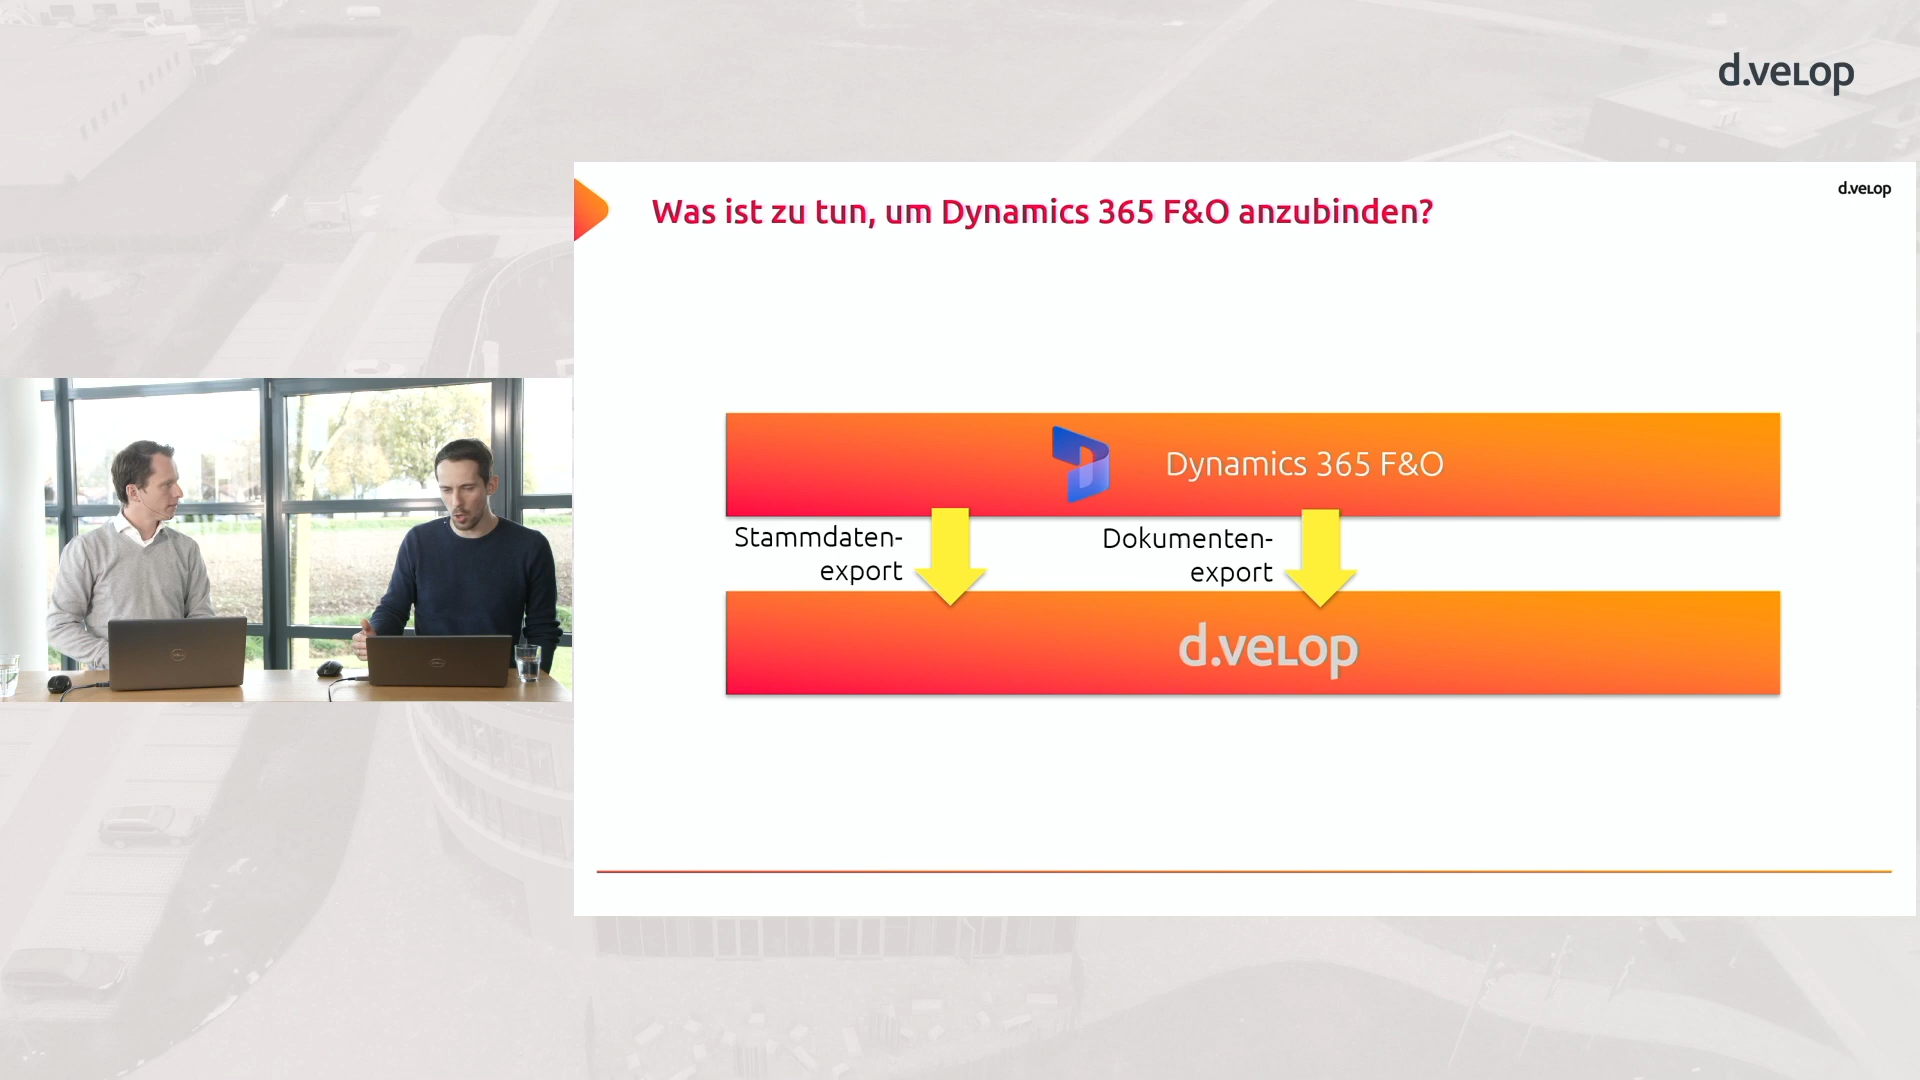 d.velop
d.velop
Was ist zu tun, um Dynamics 365 F&O anzubinden?
Dynamics 365 F&O
Stammdaten-
export
Dokumenten-
export
d.velop